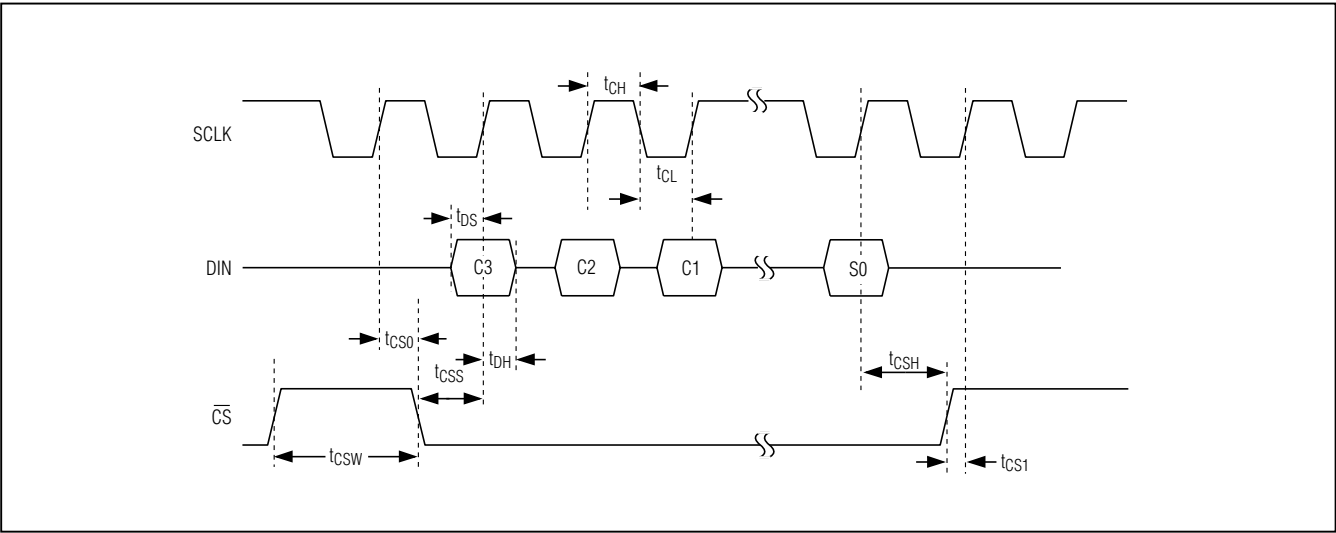 tCH
SCLK
tCL
tDS
DIN
C3
C2
C1
S0
tCS0
tDH
tCSS
tCSH
CS
tCSW
tCS1